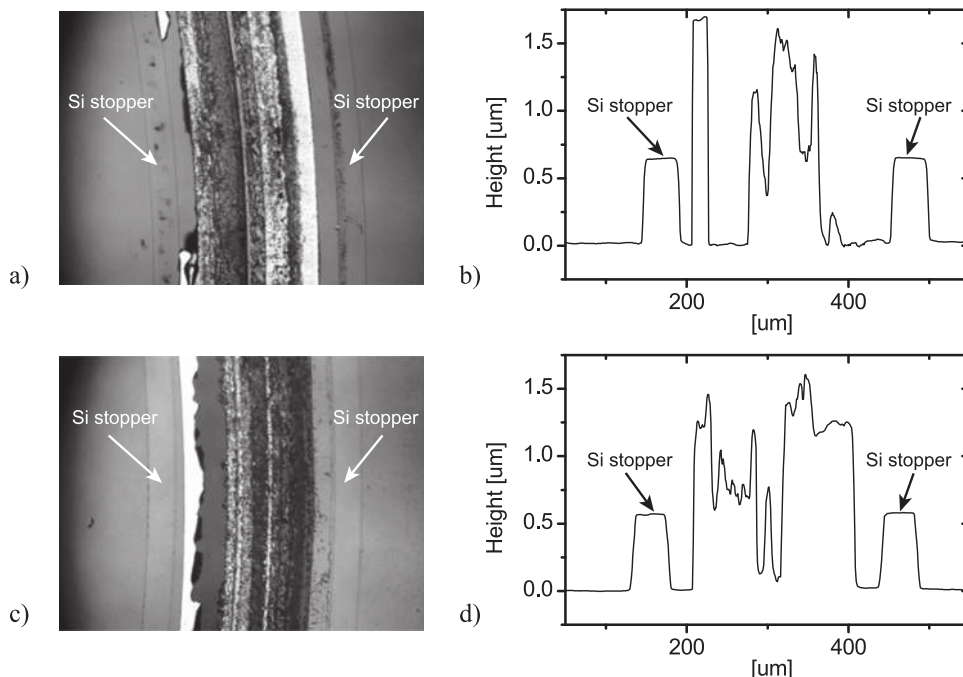 a)
Si stopper
Si stopper
b)
Height [um]
1.5
1.0
0.5
0.0
Si stopper
Si stopper
200
400
[um]
c)
Si stopper
Si stopper
d)
Height [um]
1.5
1.0
0.5
0.0
Si stopper
Si stopper
200
400
[um]